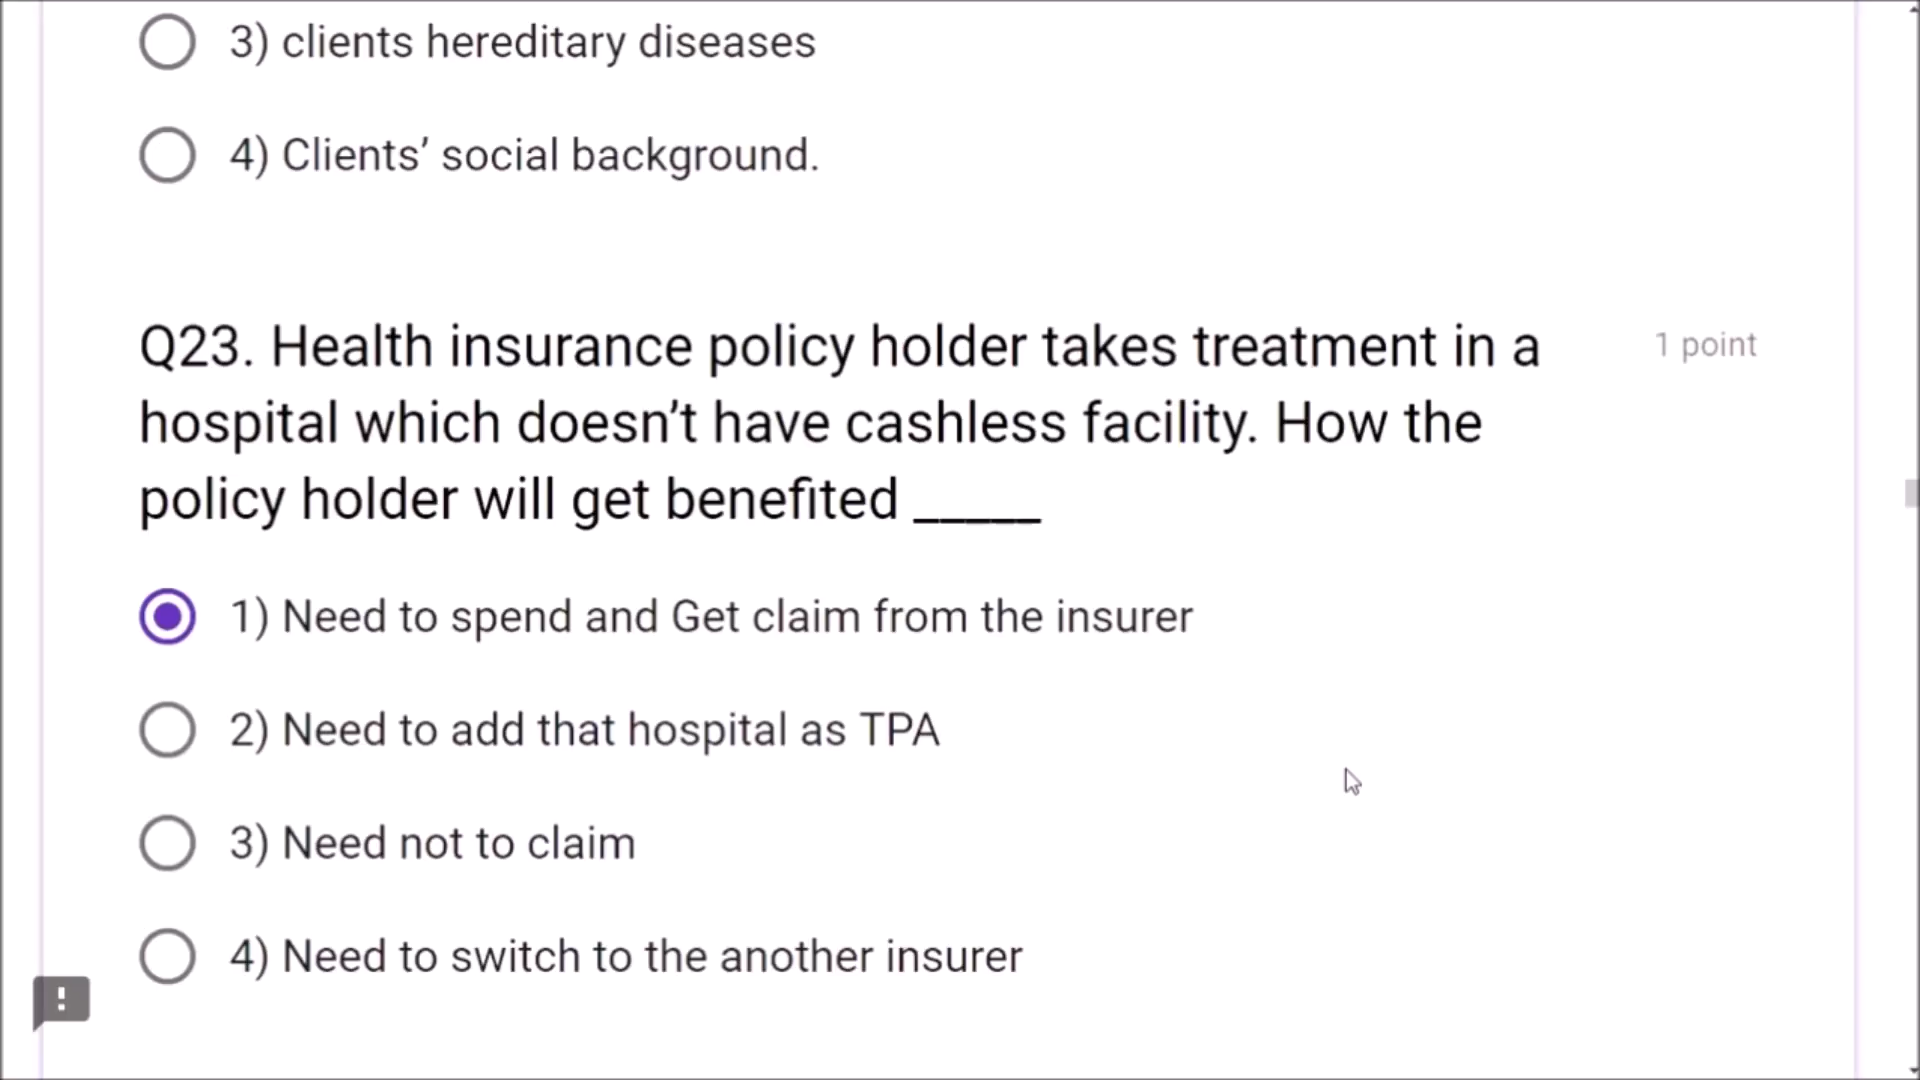 3) clients hereditary diseases
4) Clients’ social background.
Q23. Health insurance policy holder takes treatment in a
1 point
hospital which doesn’t have cashless facility. How the
policy holder will get benefited _____
1) Need to spend and Get claim from the insurer
2) Need to add that hospital as TPA
3) Need not to claim
4) Need to switch to the another insurer